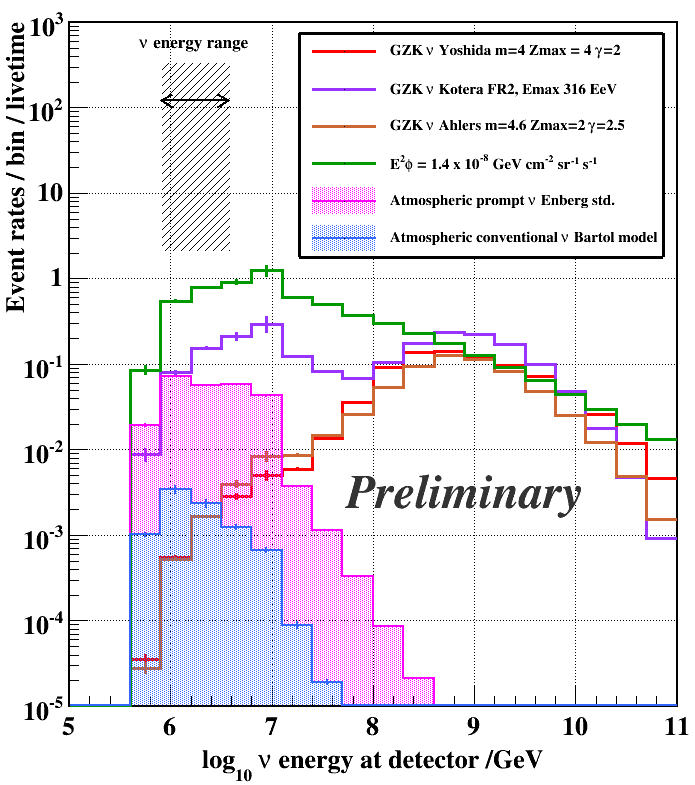 Event rates / bin / livetime
10³
10²
10
1
10⁻¹
10⁻²
10⁻³
10⁻⁴
10⁻⁵
ν energy range
GZK ν Yoshida m=4 Zmax = 4 γ=2
GZK ν Kotera FR2, Emax 316 EeV
GZK ν Ahlers m=4.6 Zmax=2 γ=2.5
E²ϕ = 1.4 x 10⁻⁸ GeV cm⁻² sr⁻¹ s⁻¹
Atmospheric prompt ν Enberg std.
Atmospheric conventional ν Bartol model
Preliminary
5 6 7 8 9 10 11
log₁₀ ν energy at detector /GeV